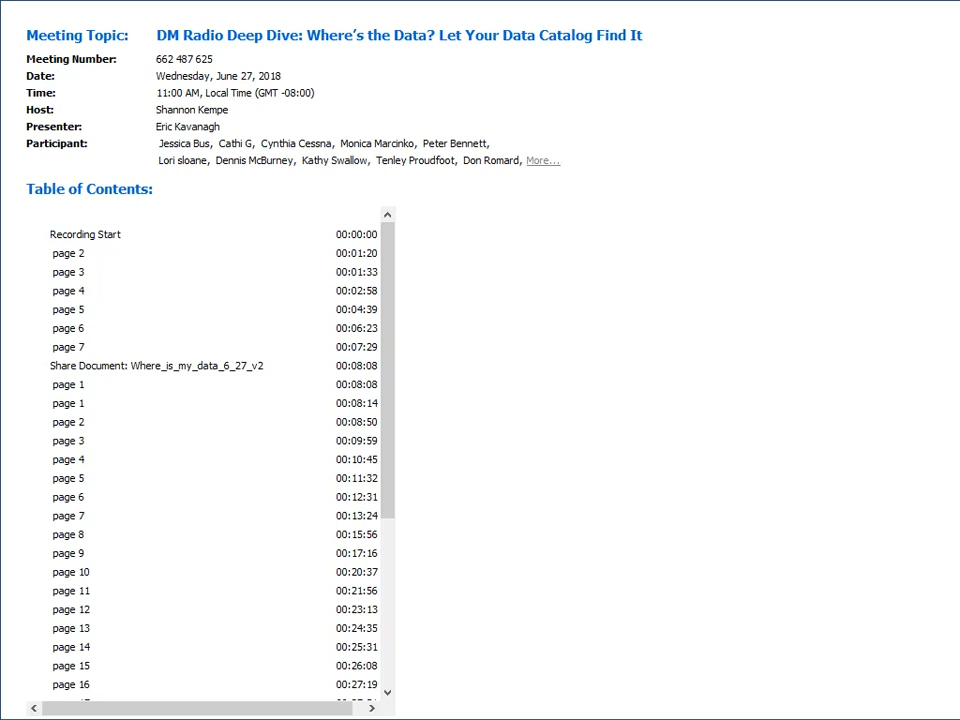 Meeting Topic: DM Radio Deep Dive: Where's the Data? Let Your Data Catalog Find It
Meeting Number: 662 487 625
Date: Wednesday, June 27, 2018
Time: 11:00 AM, Local Time (GMT -08:00)
Host: Shannon Kempe
Presenter: Eric Kavanagh
Participant: Jessica Bus, Cathi G, Cynthia Cessna, Monica Marcinko, Peter Bennett,
Lori sloane, Dennis McBurney, Kathy Swallow, Tenley Proudfoot, Don Romard, More...
Table of Contents:
Recording Start 00:00:00
page 2 00:01:20
page 3 00:01:33
page 4 00:02:58
page 5 00:04:39
page 6 00:06:23
page 7 00:07:29
Share Document: Where_is_my_data_6_27_v2 00:08:08
page 1 00:08:08
page 1 00:08:14
page 2 00:08:50
page 3 00:09:59
page 4 00:10:45
page 5 00:11:32
page 6 00:12:31
page 7 00:13:24
page 8 00:15:56
page 9 00:17:16
page 10 00:20:37
page 11 00:21:56
page 12 00:23:13
page 13 00:24:35
page 14 00:25:31
page 15 00:26:08
page 16 00:27:19